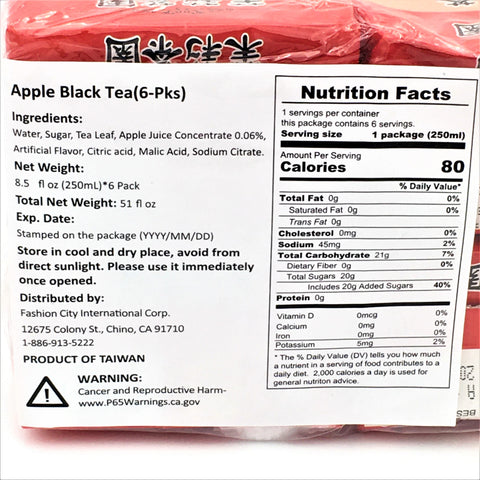 茉莉茶園
Apple Black Tea(6-Pks)
Ingredients:
Water, Sugar, Tea Leaf, Apple Juice Concentrate 0.06%,
Artificial Flavor, Citric acid, Malic Acid, Sodium Citrate.
Net Weight:
8.5 fl oz (250mL)*6 Pack
Total Net Weight: 51 fl oz
Exp. Date:
Stamped on the package (YYYY/MM/DD)
Store in cool and dry place, avoid from
direct sunlight. Please use it immediately
once opened.
Distributed by:
Fashion City International Corp.
12675 Colony St., Chino, CA 91710
1-886-913-5222
PRODUCT OF TAIWAN
WARNING:
Cancer and Reproductive Harm-
www.P65Warnings.ca.gov
Nutrition Facts
1 servings per container
this package contains 6 servings.
Serving size 1 package (250ml)
Amount Per Serving
Calories 80
% Daily Value*
Total Fat 0g 0%
Saturated Fat 0g 0%
Trans Fat 0g
Cholesterol 0mg 0%
Sodium 45mg 2%
Total Carbohydrate 21g 7%
Dietary Fiber 0g 0%
Total Sugars 20g
Includes 20g Added Sugars 40%
Protein 0g
Vitamin D 0mcg 0%
Calcium 0mg 0%
Iron 0mg 0%
Potassium 5mg 2%
* The % Daily Value (DV) tells you how much
a nutrient in a serving of food contributes to a
daily diet. 2,000 calories a day is used for
general nutriton advice.